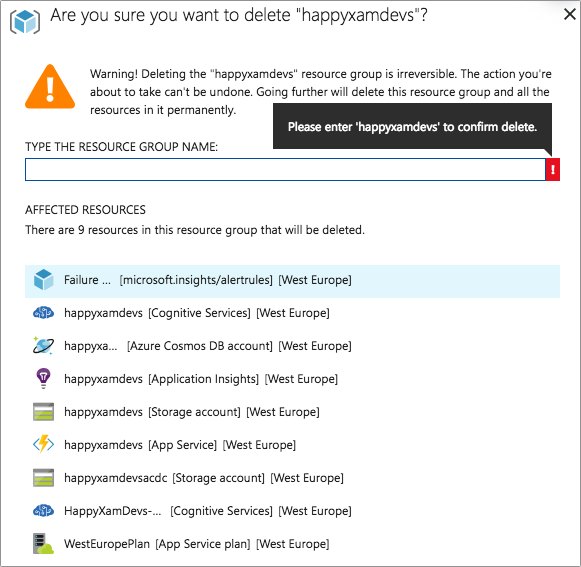 Are you sure you want to delete "happyxamdevs"?
Warning! Deleting the "happyxamdevs" resource group is irreversible. The action you're
about to take can't be undone. Going further will delete this resource group and all the
resources in it permanently.
Please enter 'happyxamdevs' to confirm delete.
TYPE THE RESOURCE GROUP NAME:
AFFECTED RESOURCES
There are 9 resources in this resource group that will be deleted.
Failure ... [microsoft.insights/alertrules] [West Europe]
happyxamdevs [Cognitive Services] [West Europe]
happyxa... [Azure Cosmos DB account] [West Europe]
happyxamdevs [Application Insights] [West Europe]
happyxamdevs [Storage account] [West Europe]
happyxamdevs [App Service] [West Europe]
happyxamdevsacdc [Storage account] [West Europe]
HappyXamDevs-... [Cognitive Services] [West Europe]
WestEuropePlan [App Service plan] [West Europe]